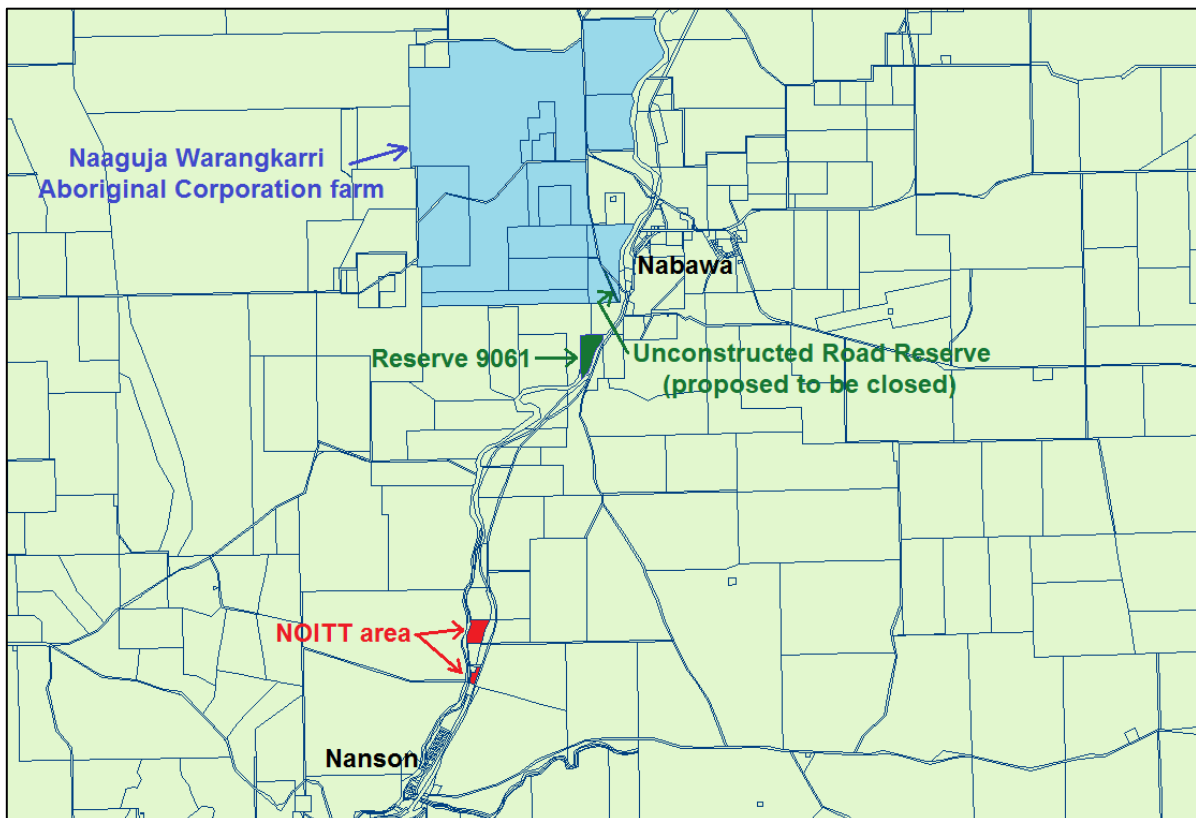 Naaguja Warangkarri
Aboriginal Corporation farm
Nabawa
Reserve 9061
Unconstructed Road Reserve
(proposed to be closed)
NOITT area
Nanson